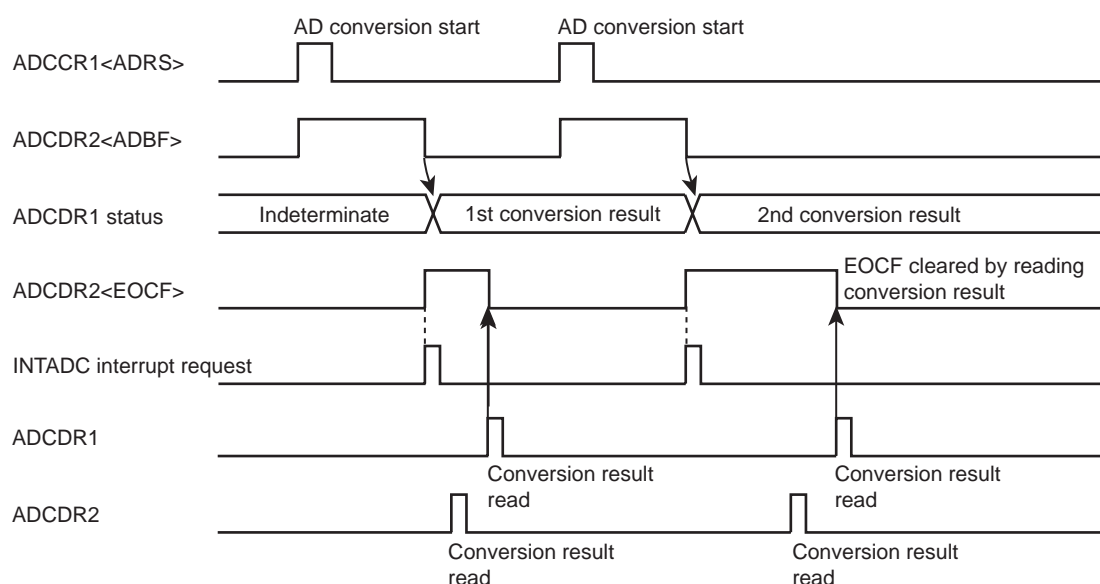 AD conversion start
AD conversion start
ADCCR1<ADRS>
ADCDR2<ADBF>
ADCDR1 status
Indeterminate
1st conversion result
2nd conversion result
EOCF cleared by reading
conversion result
ADCDR2<EOCF>
INTADC interrupt request
ADCDR1
Conversion result
read
Conversion result
read
ADCDR2
Conversion result
read
Conversion result
read